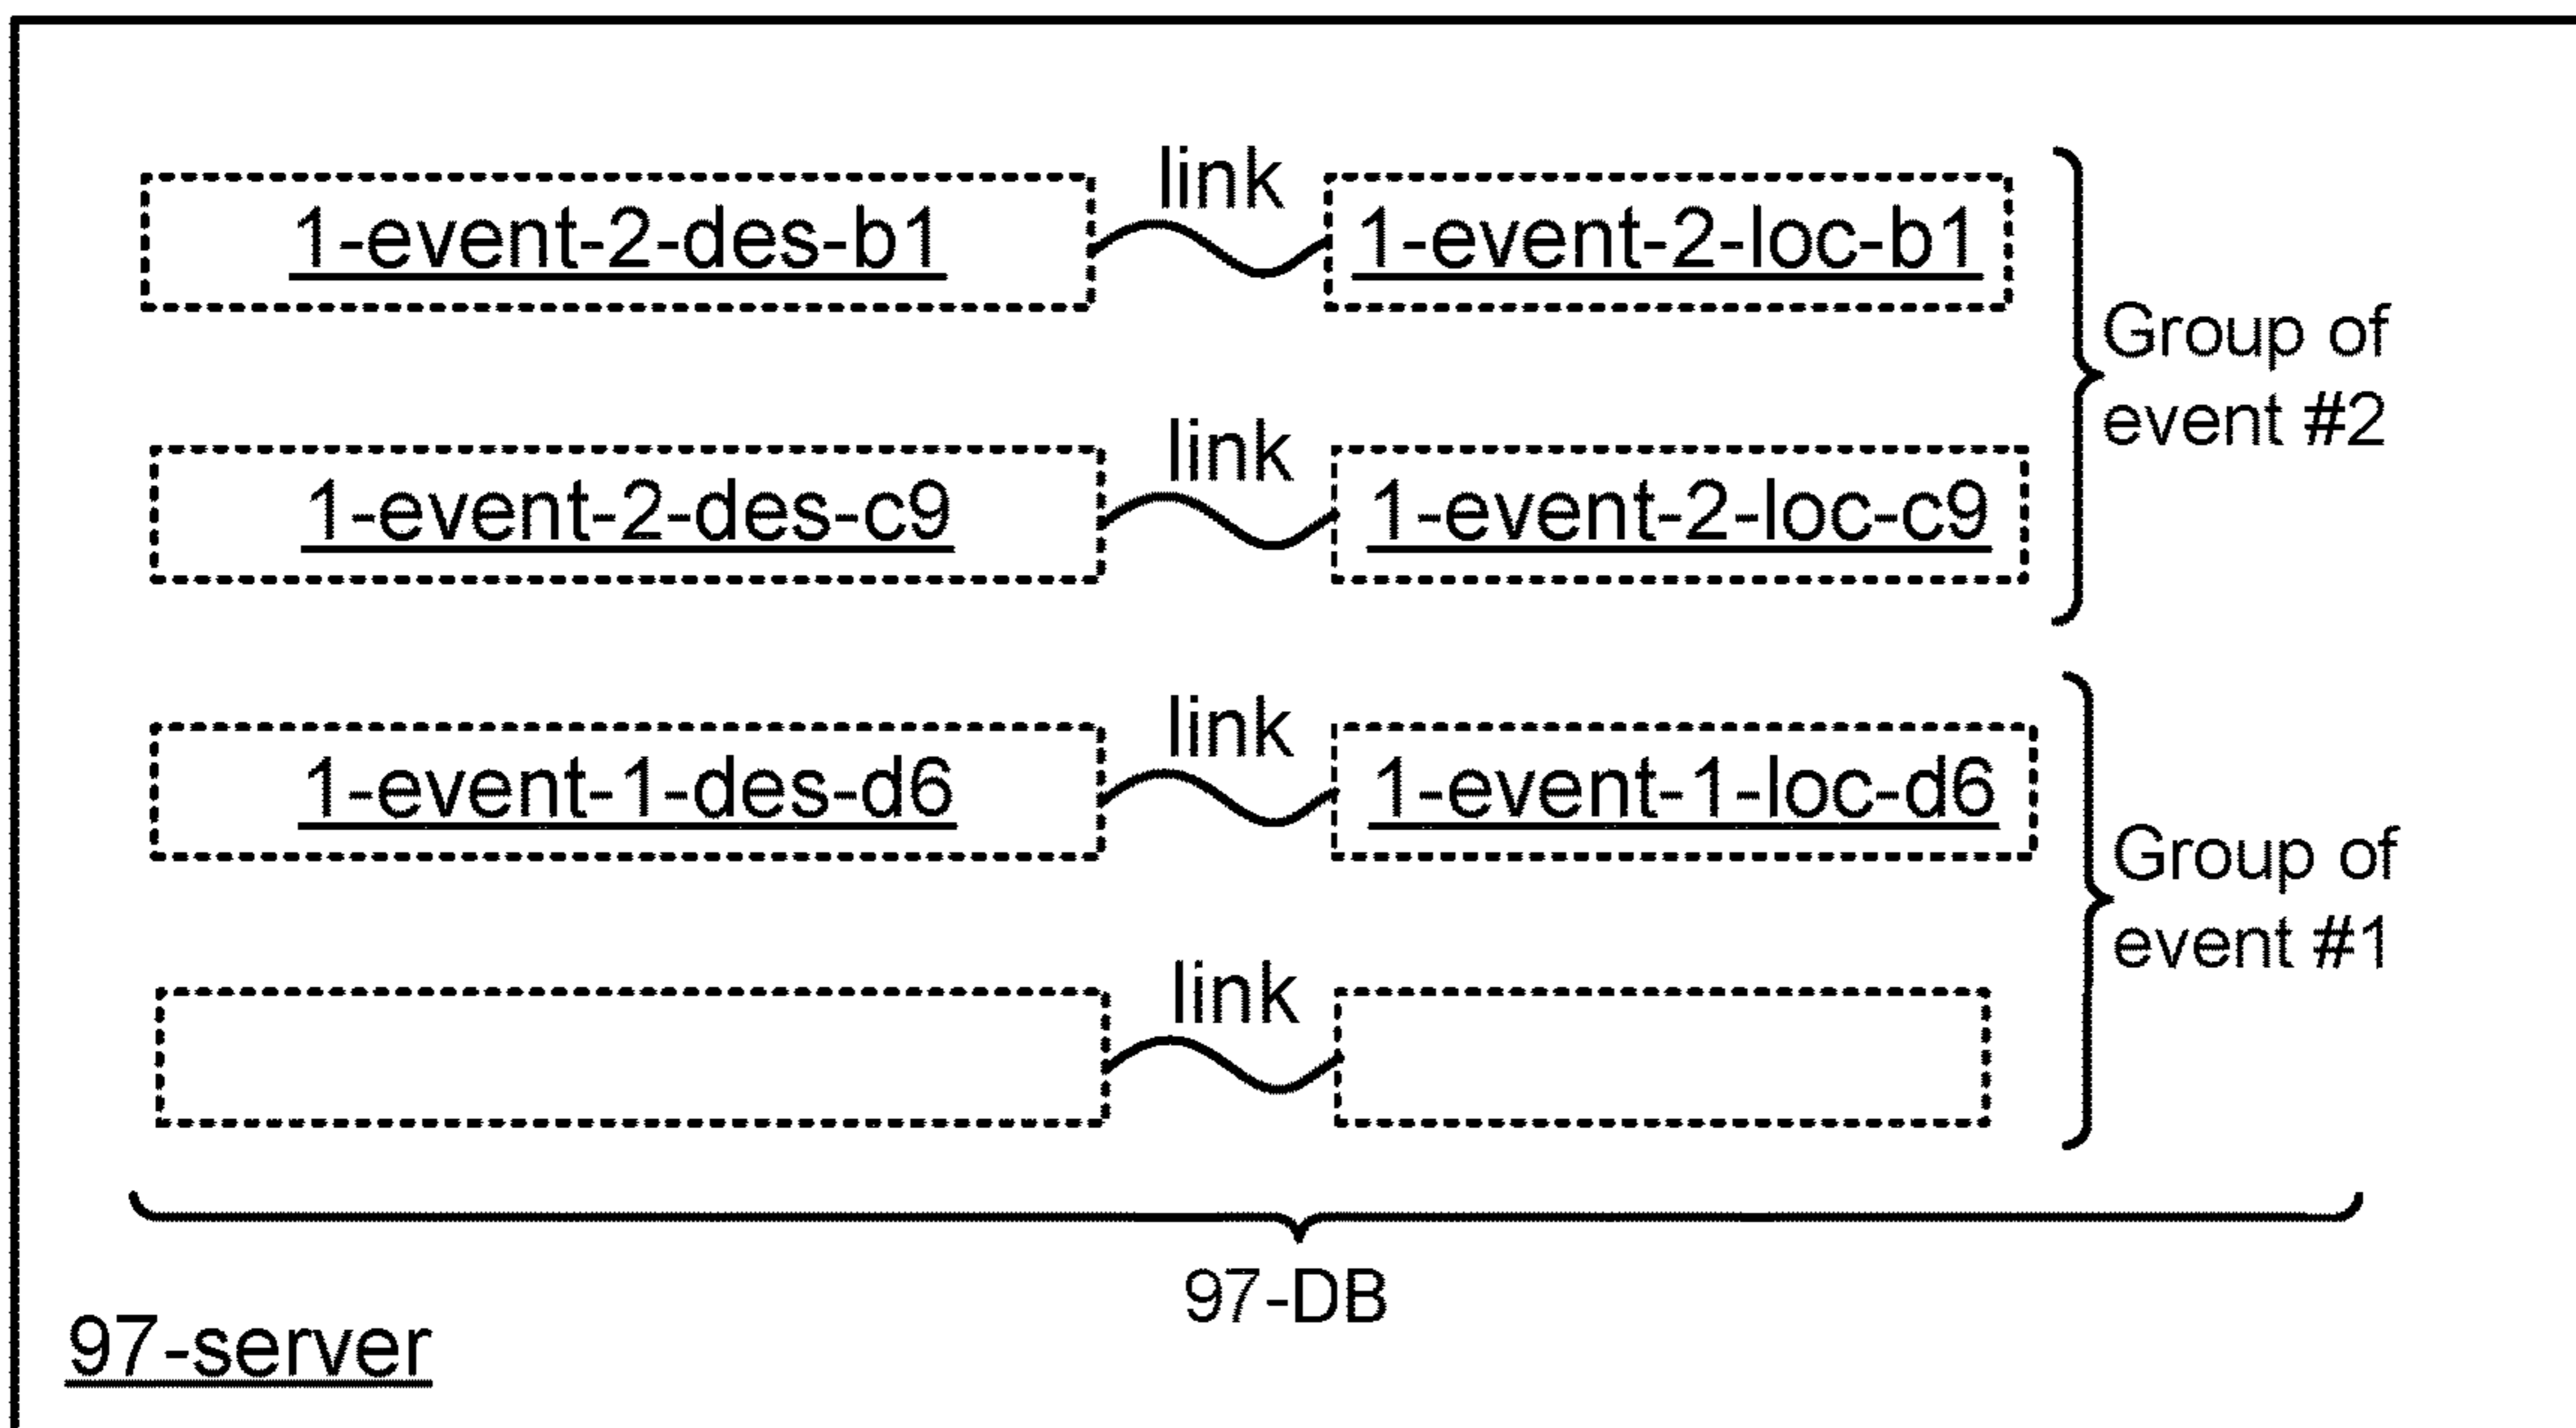 link
1-event-2-des-b1 1-event-2-loc-b1
Group of
event #2
link
1-event-2-des-c9 1-event-2-loc-c9
link
1-event-1-des-d6 1-event-1-loc-d6
Group of
event #1
link
97-DB
97-server